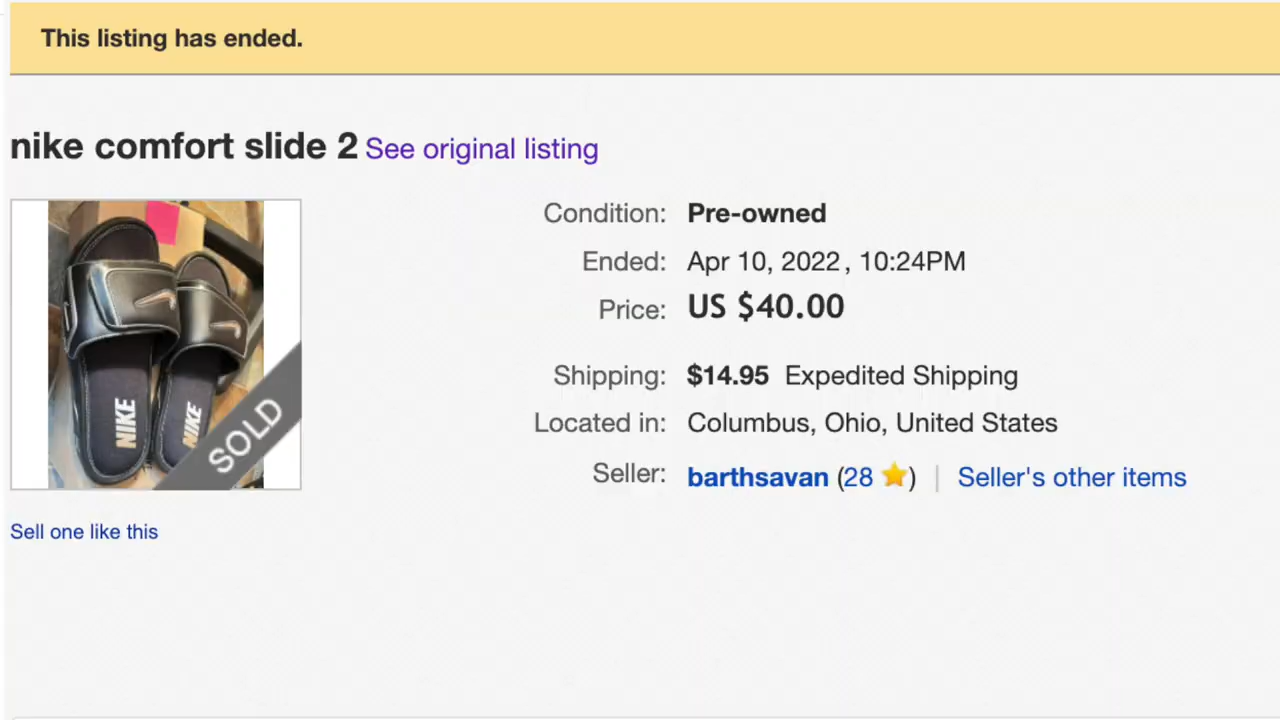 This listing has ended.
nike comfort slide 2 See original listing
Condition: Pre-owned
Ended: Apr 10, 2022, 10:24PM
Price: US $40.00
Shipping: $14.95 Expedited Shipping
Located in: Columbus, Ohio, United States
Seller: barthsavan (28 ⭐) | Seller's other items
NIKE
NIKE
SOLD
Sell one like this